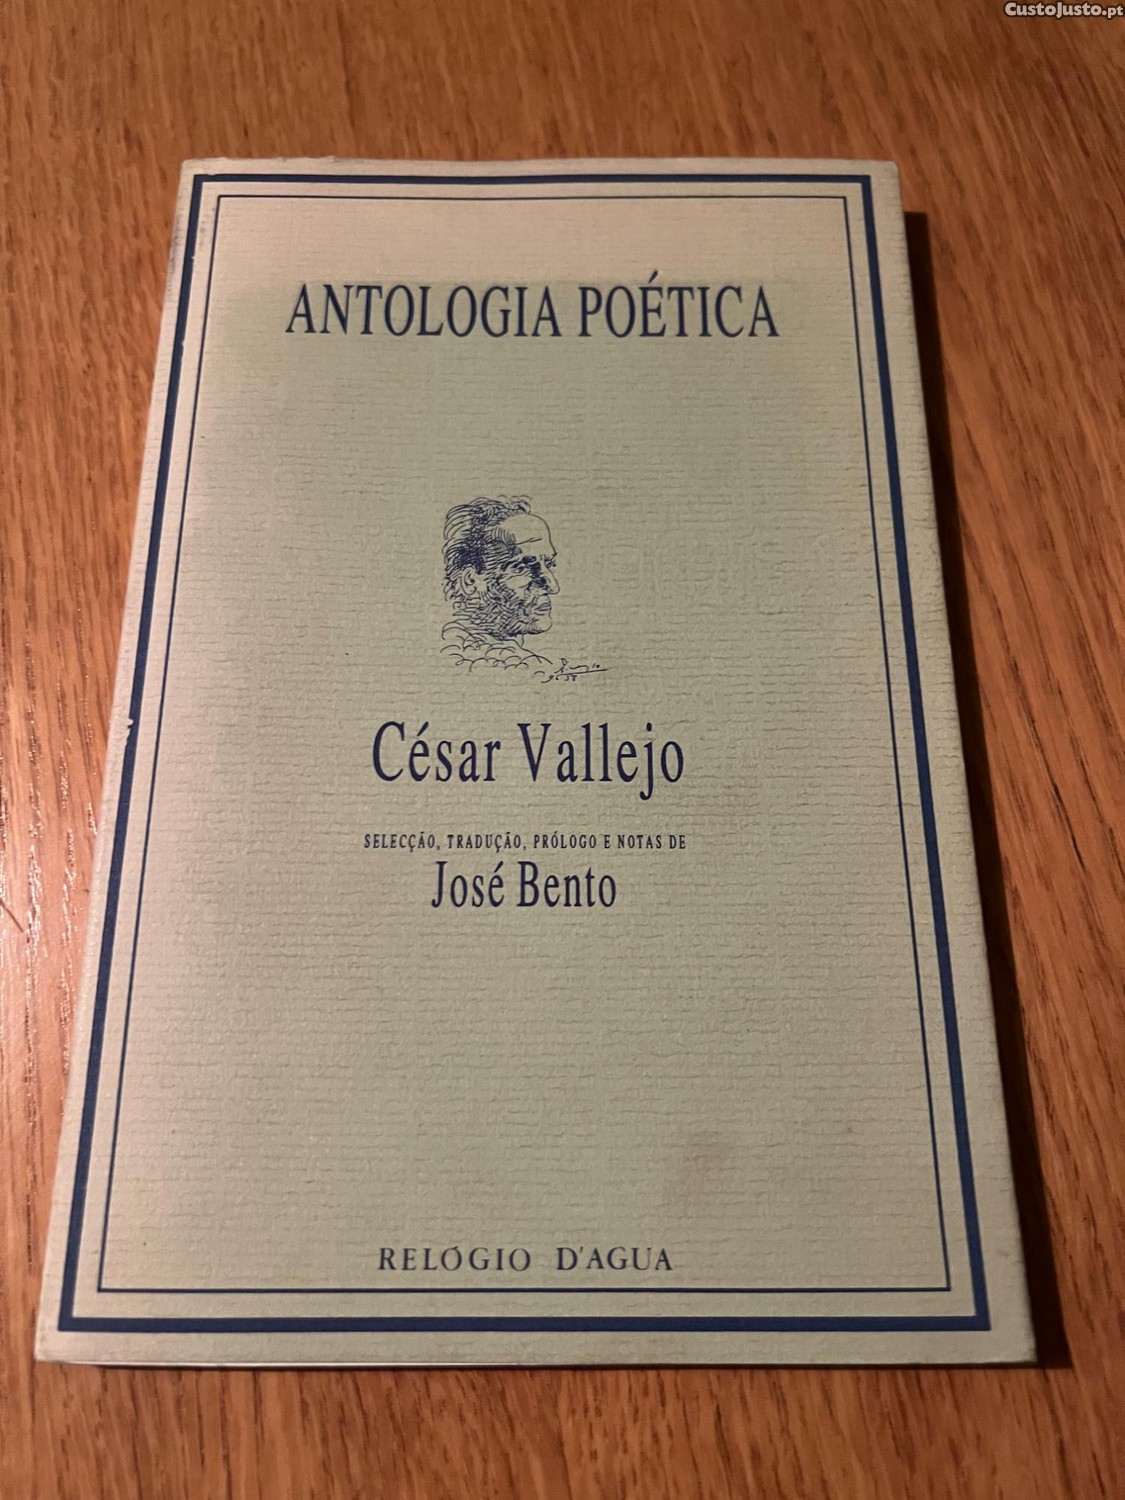 CustoJusto.pt
ANTOLOGIA POÉTICA
César Vallejo
SELECÇÃO, TRADUÇÃO, PRÓLOGO E NOTAS DE
José Bento
RELÓGIO D'AGUA